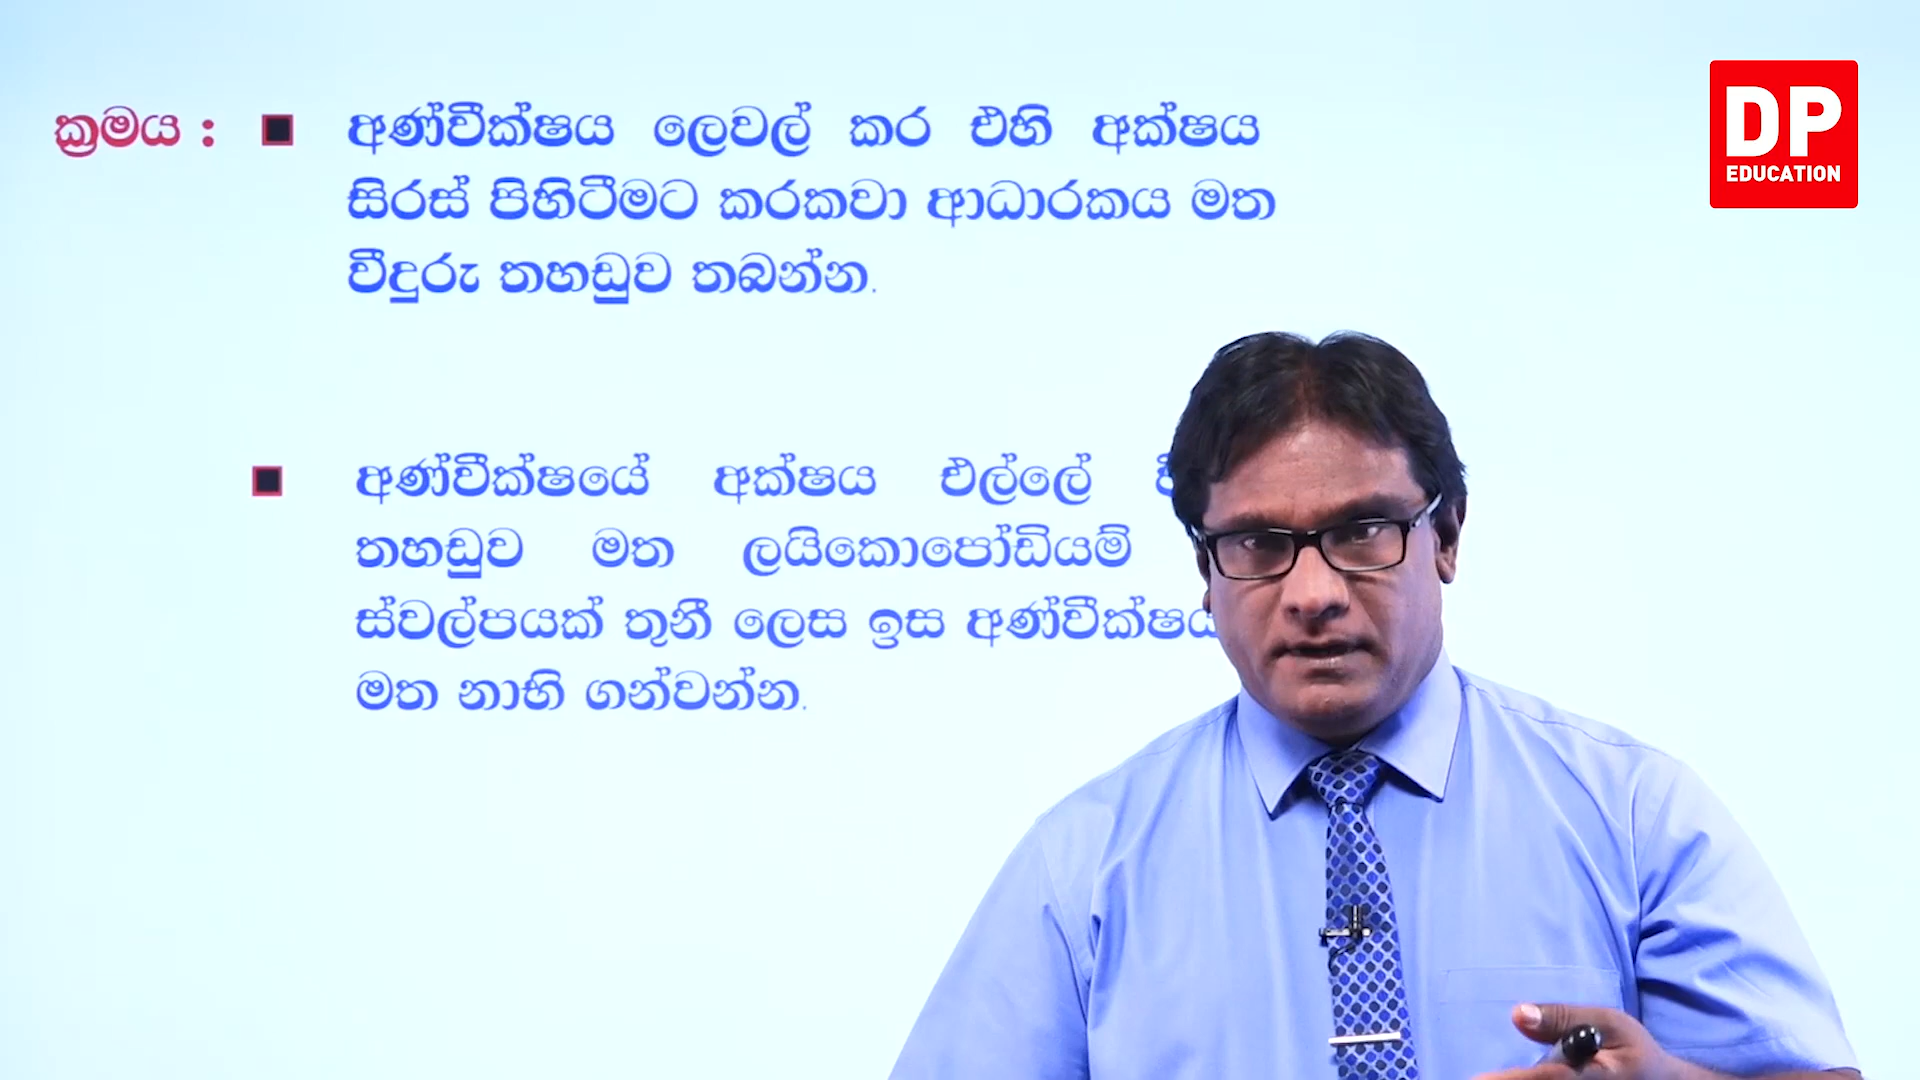 ක්‍රමය : ■ අණ්වීක්ෂය ලෙවල් කර එහි අක්ෂය
සිරස් පිහිටීමට කරකවා ආධාරකය මත
වීදුරු තහඩුව තබන්න.
■ අණ්වීක්ෂයේ අක්ෂය එල්ලේ
තහඩුව මත ලයිකොපෝඩියම්
ස්වල්පයක් තුනී ලෙස ඉස
මත නාභි ගන්වන්න.
DP
EDUCATION